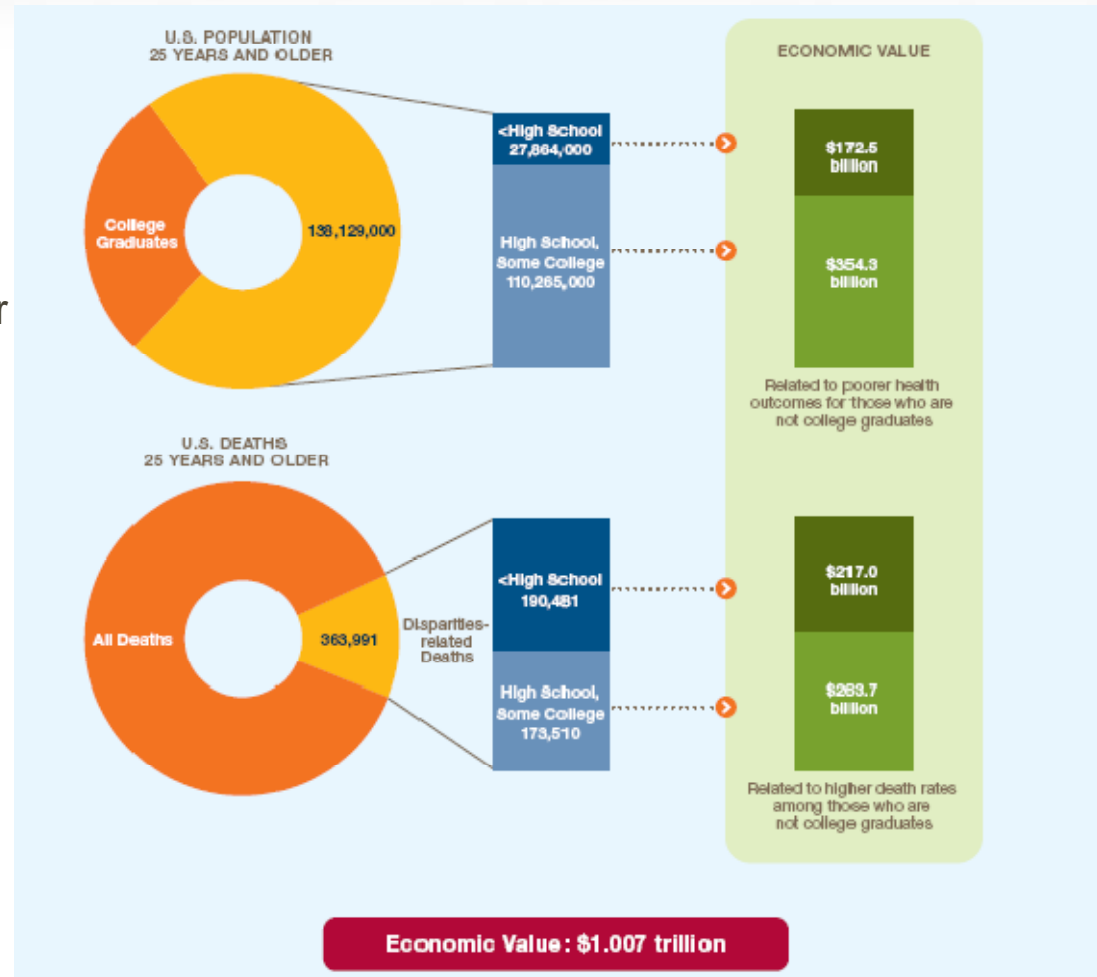 U.S. POPULATION
25 YEARS AND OLDER
ECONOMIC VALUE
College
Graduates
138,129,000
<High School
27,864,000
High School,
Some College
110,265,000
$172.5
billion
$354.3
billion
Related to poorer health
outcomes for those who are
not college graduates
r
U.S. DEATHS
25 YEARS AND OLDER
All Deaths
363,991
Disparities-
related
Deaths
<High School
190,481
High School,
Some College
173,510
$217.0
billion
$263.7
billion
Related to higher death rates
among those who are
not college graduates
Economic Value: $1.007 trillion